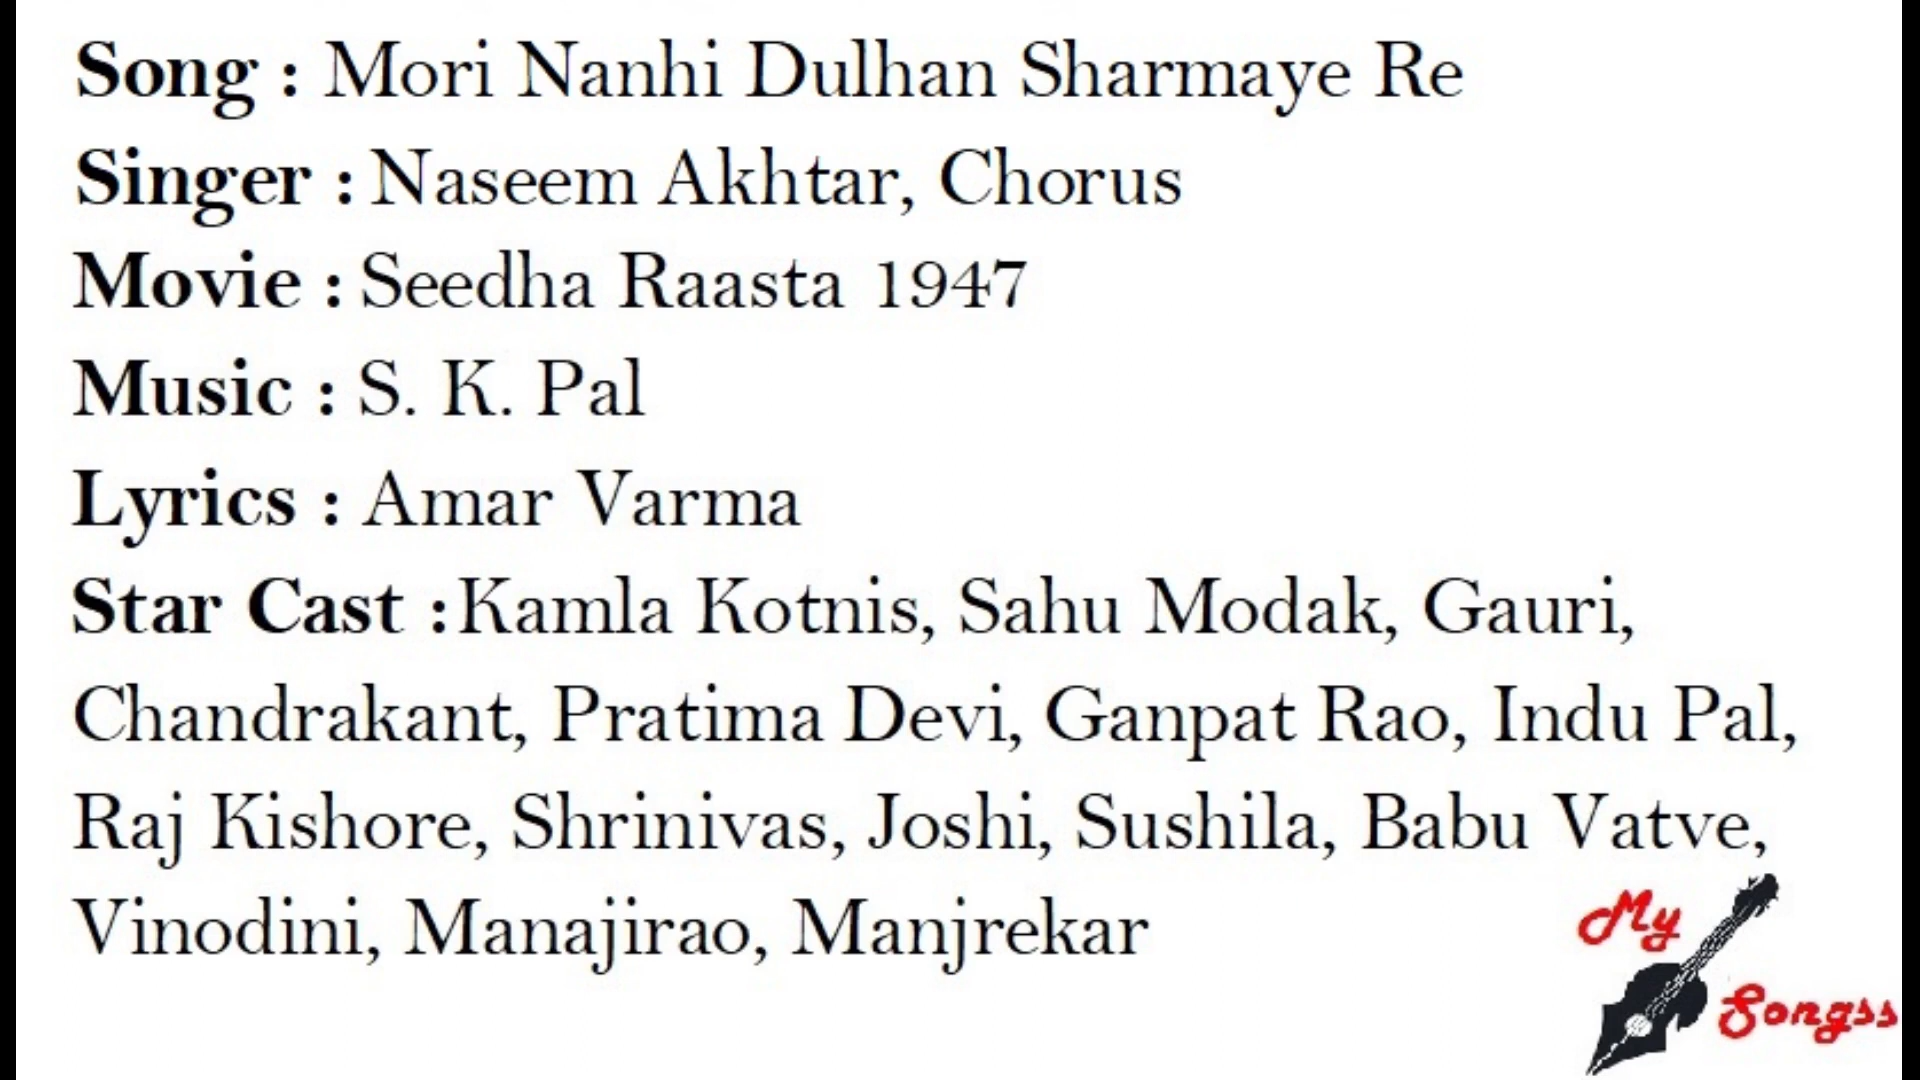 Song : Mori Nanhi Dulhan Sharmaye Re
Singer : Naseem Akhtar, Chorus
Movie : Seedha Raasta 1947
Music : S. K. Pal
Lyrics : Amar Varma
Star Cast :Kamla Kotnis, Sahu Modak, Gauri,
Chandrakant, Pratima Devi, Ganpat Rao, Indu Pal,
Raj Kishore, Shrinivas, Joshi, Sushila, Babu Vatve,
Vinodini, Manajirao, Manjrekar
My
Songss